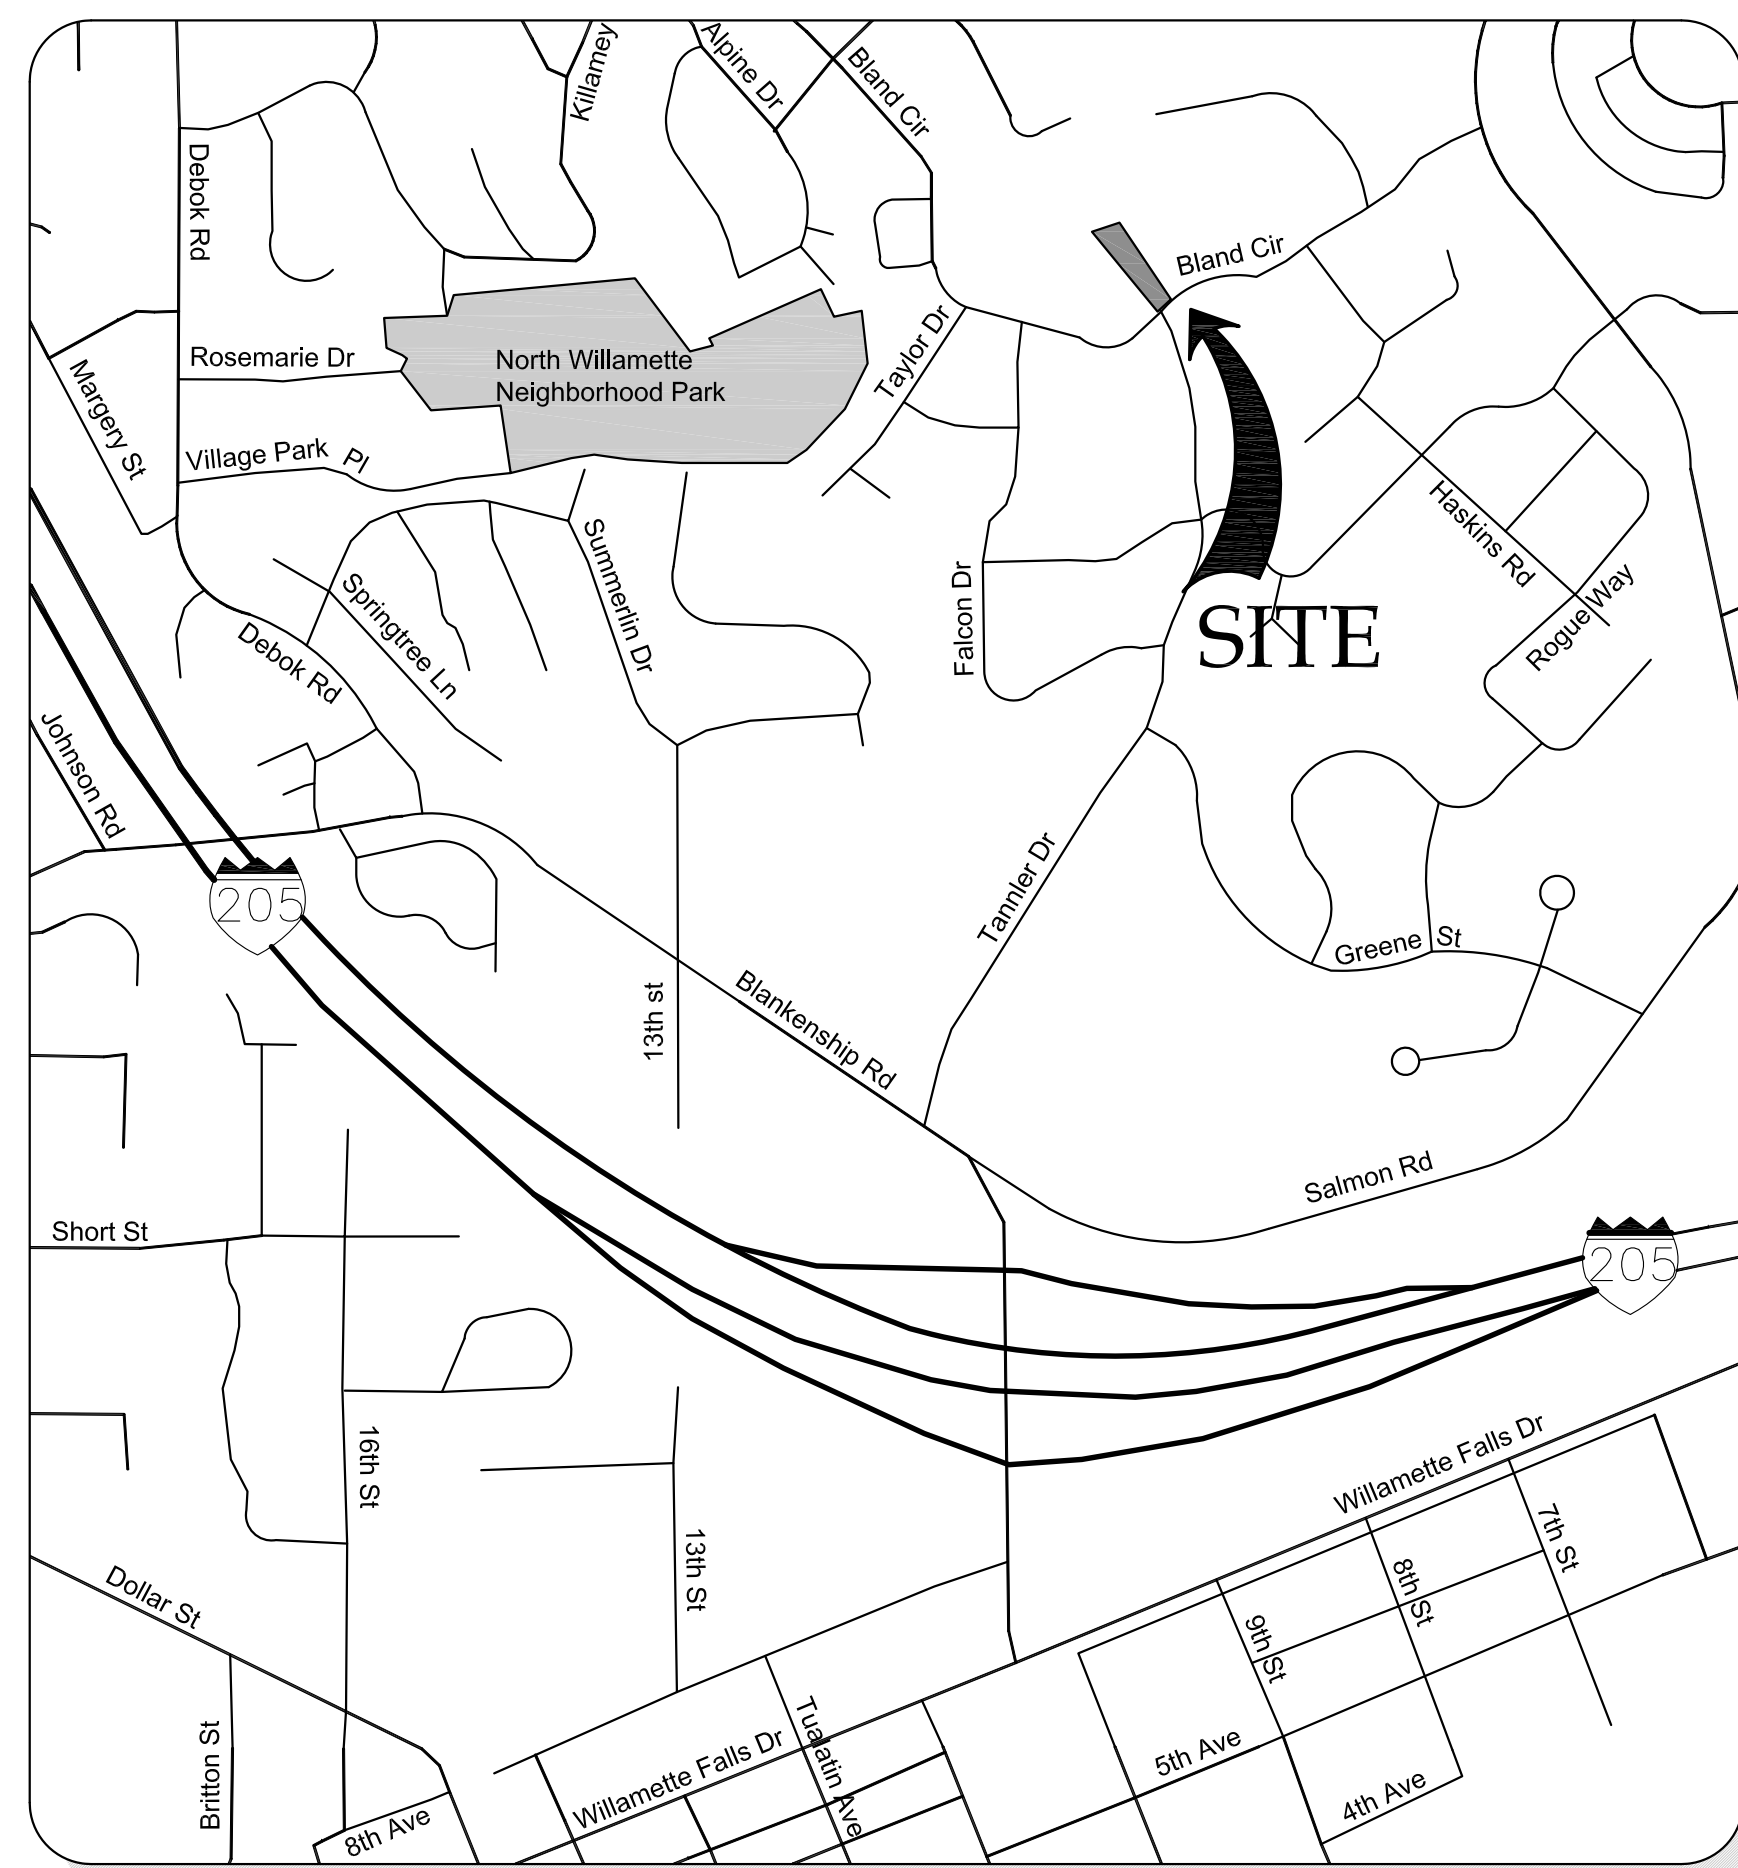 Killarney
Alpine Dr
Bland Cir
Debok Rd
Bland Cir
Taylor Dr
Rosemarie Dr
North Willamette
Neighborhood Park
Margery St
Village Park Pl
Haskins Rd
Summerlin Dr
Springtree Ln
Falcon Dr
Rogue Way
SITE
Debok Rd
Johnson Rd
Tannler Dr
205
Greene St
13th st
Blankenship Rd
Salmon Rd
Short St
205
16th St
Willamette Falls Dr
7th St
13th St
8th St
Dollar St
9th St
Tualatin Ave
Britton St
Willamette Falls Dr
5th Ave
4th Ave
8th Ave